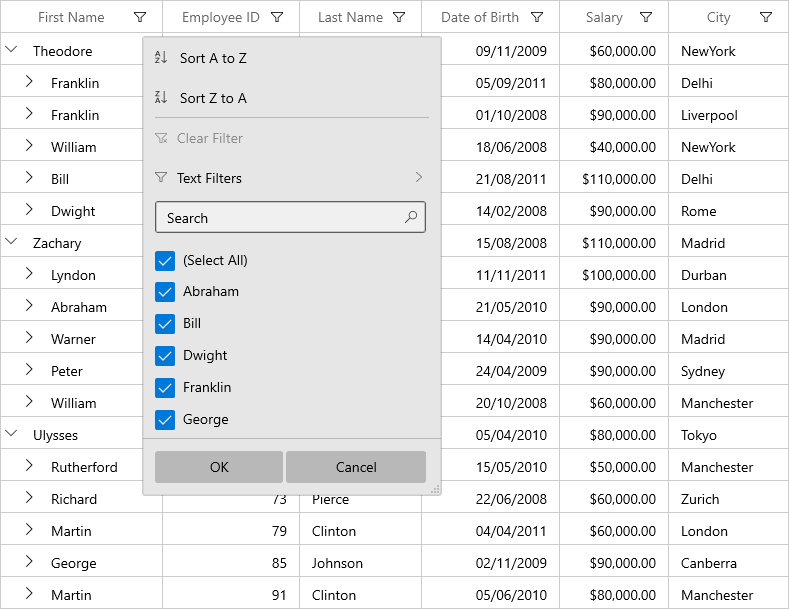 First Name Employee ID Last Name Date of Birth Salary City
Theodore 09/11/2009 $60,000.00 NewYork
Sort A to Z
Franklin 05/09/2011 $80,000.00 Delhi
Sort Z to A
Franklin 01/10/2008 $90,000.00 Liverpool
Clear Filter
William 18/06/2008 $40,000.00 NewYork
Text Filters
Bill 21/08/2011 $110,000.00 Delhi
Search
Dwight 14/02/2008 $90,000.00 Rome
Zachary 15/08/2008 $110,000.00 Madrid
(Select All)
Lyndon 11/11/2011 $100,000.00 Durban
Abraham
Abraham 21/05/2010 $90,000.00 London
Bill
Warner 14/04/2010 $90,000.00 Madrid
Dwight
Peter 24/04/2009 $90,000.00 Sydney
Franklin
William 20/10/2008 $60,000.00 Manchester
George
Ulysses 05/04/2010 $80,000.00 Tokyo
OK Cancel
Rutherford 15/05/2010 $50,000.00 Manchester
Richard 73 Pierce 22/06/2008 $60,000.00 Zurich
Martin 79 Clinton 04/04/2011 $60,000.00 London
George 85 Johnson 02/11/2009 $90,000.00 Canberra
Martin 91 Clinton 05/06/2010 $80,000.00 Manchester